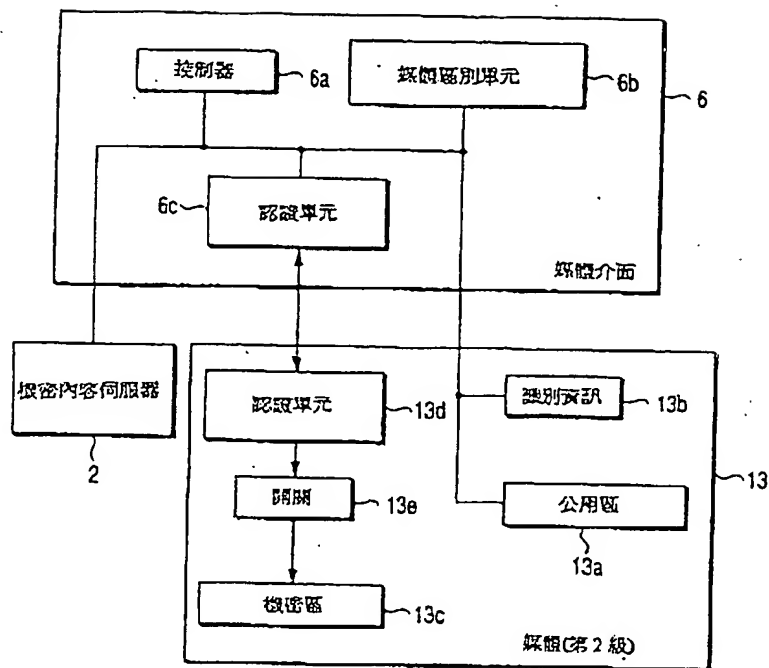 控制器
6a
媒體區別單元
6b
6
6c
認證單元
媒體介面
機密內容伺服器
2
認證單元
13d
識別資訊
13b
13
開關
13e
公用區
13a
機密區
13c
媒體(第2級)